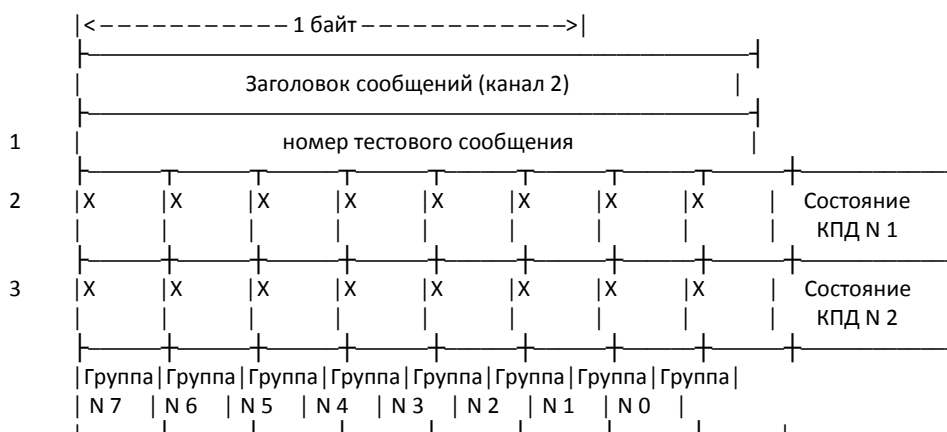 |< – – – – – – – – – – – 1 байт – – – – – – – – – – – >|
Заголовок сообщений (канал 2)
1 | номер тестового сообщения |
2 |X |X |X |X |X |X |X |X | Состояние
| | | | | | | | | КПД N 1
3 |X |X |X |X |X |X |X |X | Состояние
| | | | | | | | | КПД N 2
|Группа|Группа|Группа|Группа|Группа|Группа|Группа|Группа|
| N 7 | N 6 | N 5 | N 4 | N 3 | N 2 | N 1 | N 0 |